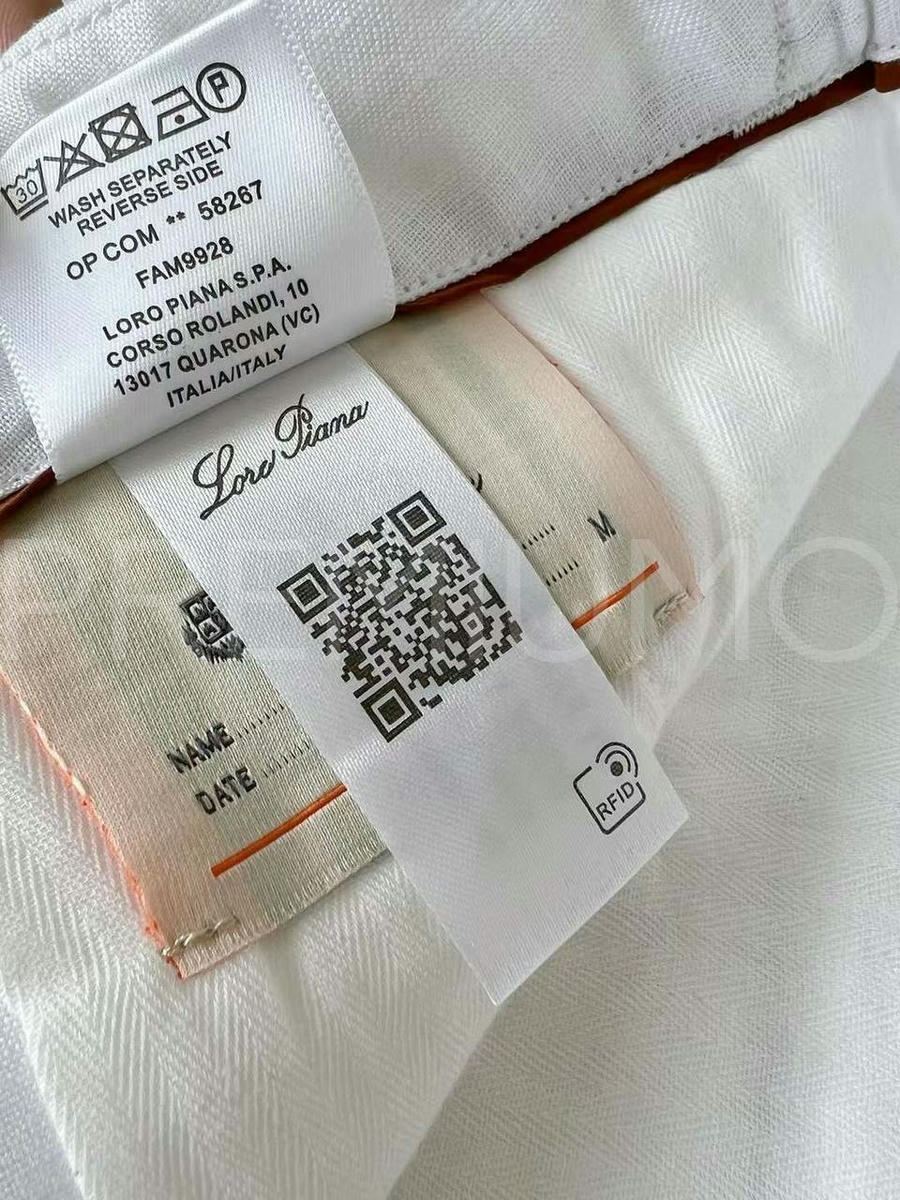 30
P
WASH SEPARATELY
REVERSE SIDE
OP COM ** 58267
FAM9928
LORO PIANA S.P.A.
CORSO ROLANDI, 10
13017 QUARONA (VC)
ITALIA/ITALY
Loro Piana
M
NAME
DATE
RFID